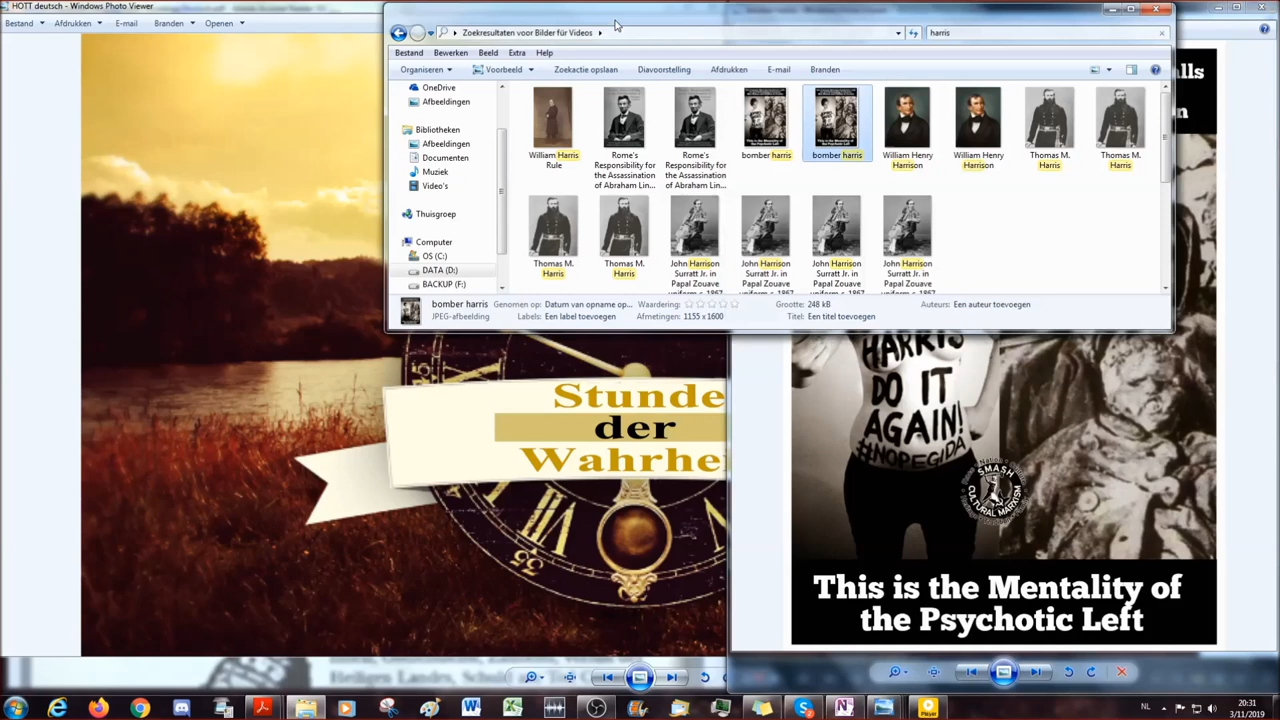 HOTT deutsch - Windows Photo Viewer
Bestand Afdrukken E-mail Branden Openen
Zoekresultaten voor Bilder für Videos
harris
Bestand Bewerken Beeld Extra Help
Organiseren Voorbeeld Zoekactie opslaan Diavoorstelling Afdrukken E-mail Branden
OneDrive
Afbeeldingen
Bibliotheken
Afbeeldingen
Documenten
Muziek
Video's
Thuisgroep
Computer
OS (C:)
DATA (D:)
BACKUP (F:)
William Harris
Rule
Rome's
Responsibility for
the Assassination
of Abraham Lin...
Rome's
Responsibility for
the Assassination
of Abraham Lin...
bomber harris
bomber harris
William Henry
Harrison
William Henry
Harrison
Thomas M.
Harris
Thomas M.
Harris
Thomas M.
Harris
Thomas M.
Harris
John Harrison
Surratt Jr. in
Papal Zouave
uniform c. 1867
John Harrison
Surratt Jr. in
Papal Zouave
uniform c. 1867
John Harrison
Surratt Jr. in
Papal Zouave
uniform c. 1867
John Harrison
Surratt Jr. in
Papal Zouave
uniform c. 1867
bomber harris Genomen op: Datum van opname op... Waardering: Grootte: 248 kB Auteurs: Een auteur toevoegen
JPEG-afbeelding Labels: Een label toevoegen Afmetingen: 1155 x 1600 Titel: Een titel toevoegen
Stunde
der
Wahrhe
HARRIS
DO IT
AGAIN!
#NOPEGIDA
SMASH
CULTURAL MARXISM
This is the Mentality of
the Psychotic Left
NL
20:31
3/11/2019